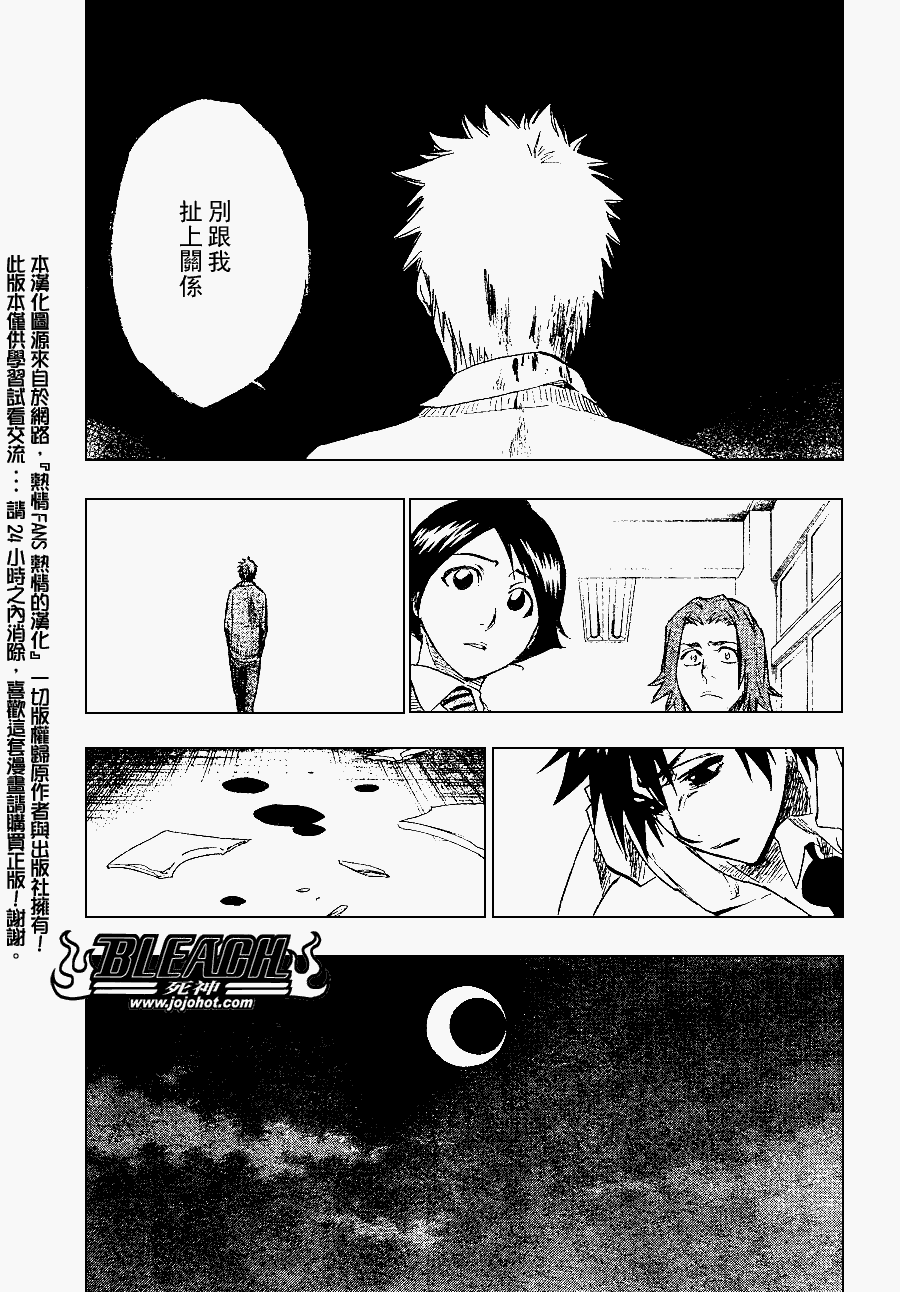 別跟我
扯上關係
本漢化圖源來自於網路，『熱情FANS熱情的漢化』一切版權歸原作者與出版社擁有！
此版本僅供學習試看交流…請24小時之內消除，喜歡這套漫畫請購買正版！謝謝。
BLEACH
死神
www.jojohot.com